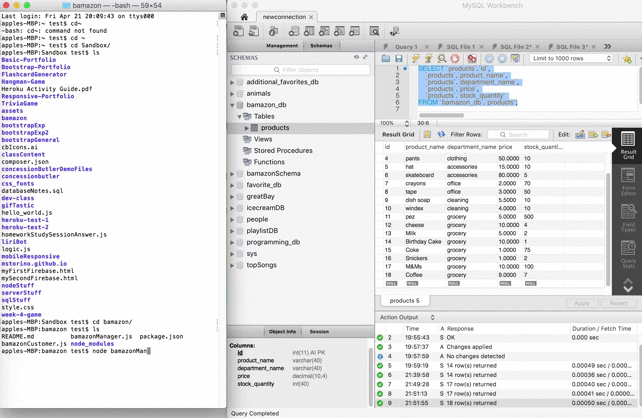 bamazon — -bash — 59×54
Last login: Fri Apr 21 20:09:43 on ttys000
apples-MBP:~ test$ cd~
-bash: cd~: command not found
apples-MBP:~ test$ cd ~
apples-MBP:~ test$ cd Sandbox/
apples-MBP:Sandbox test$ ls
Basic-Portfolio
Bootstrap-Portfolio
FlashcardGenerator
Hangman-Game
Heroku Activity Guide.pdf
Responsive-Portfolio
TriviaGame
assets
bamazon
bootstrapExp
bootstrapExp2
bootstrapGeneral
cbIcons.ai
classContent
composer.json
concessionButlerDemoFiles
concessionbutler
css_fonts
databaseNotes.sql
dev-class
gifTastic
hello_world.js
heroku-test-1
heroku-test-2
homeworkStudySessionAnswer.js
liriBot
logic.js
mobileResponsive
mstorino.github.io
myFirstFirebase.html
mySecondFirebase.html
nodeStuff
serverStuff
sqlStuff
style.css
week-4-game
apples-MBP:Sandbox test$ cd bamazon/
apples-MBP:bamazon test$ ls
README.md bamazonManager.js package.json
bamazonCustomer.js node_modules
apples-MBP:bamazon test$ node bamazonMan
MySQL Workbench
newconnection
Management Schemas
SCHEMAS
Filter objects
additional_favorites_db
animals
bamazon_db
Tables
products
Views
Stored Procedures
Functions
bamazonSchema
favorite_db
greatBay
icecreamDB
people
playlistDB
programming_db
sys
topSongs
Object Info Session
Columns:
id int(11) AI PK
product_name varchar(40)
department_name varchar(40)
price decimal(10,4)
stock_quantity int(40)
Query Completed
Query 1 SQL File 1 SQL File 2* SQL File 3*
Limit to 1000 rows
1 SELECT `products`.`id`,
2 `products`.`product_name`,
3 `products`.`department_name`,
4 `products`.`price`,
5 `products`.`stock_quantity`
6 FROM `bamazon_db`.`products`;
7
100% 30:6
Result Grid Filter Rows: Search Edit:
id product_name department_name price stock_quanti...
4 pants clothing 50.0000 10
5 hat accessories 15.0000 10
6 skateboard accessories 80.0000 5
7 crayons office 2.0000 70
8 tape office 3.0000 50
9 dish soap cleaning 5.5000 10
10 windex cleaning 4.0000 10
11 pez grocery 5.0000 500
12 cheese grocery 10.0000 4
13 Milk grocery 5.0000 2
14 Birthday Cake grocery 10.0000 1
15 Coke grocery 1.0000 75
16 Snickers grocery 1.0000 2
17 M&Ms grocery 10.0000 100
18 Coffee grocery 9.0000 7
NULL NULL NULL NULL NULL
Result Grid
Form Editor
Field Types
Query Stats
products 5
Apply Revert
Action Output
Time A Response Duration / Fetch Time
2 19:55:43 S OK 0.000 sec
3 19:57:37 A Changes applied
4 19:57:59 A No changes detected
5 19:59:19 S 14 row(s) returned 0.00049 sec / 0.0000...
6 21:39:58 S 14 row(s) returned 0.00036 sec / 0.0000...
7 21:49:28 S 17 row(s) returned 0.00040 sec / 0.0000...
8 21:51:13 S 17 row(s) returned 0.00041 sec / 0.0000...
9 21:51:55 S 18 row(s) returned 0.00050 sec / 0.0000...